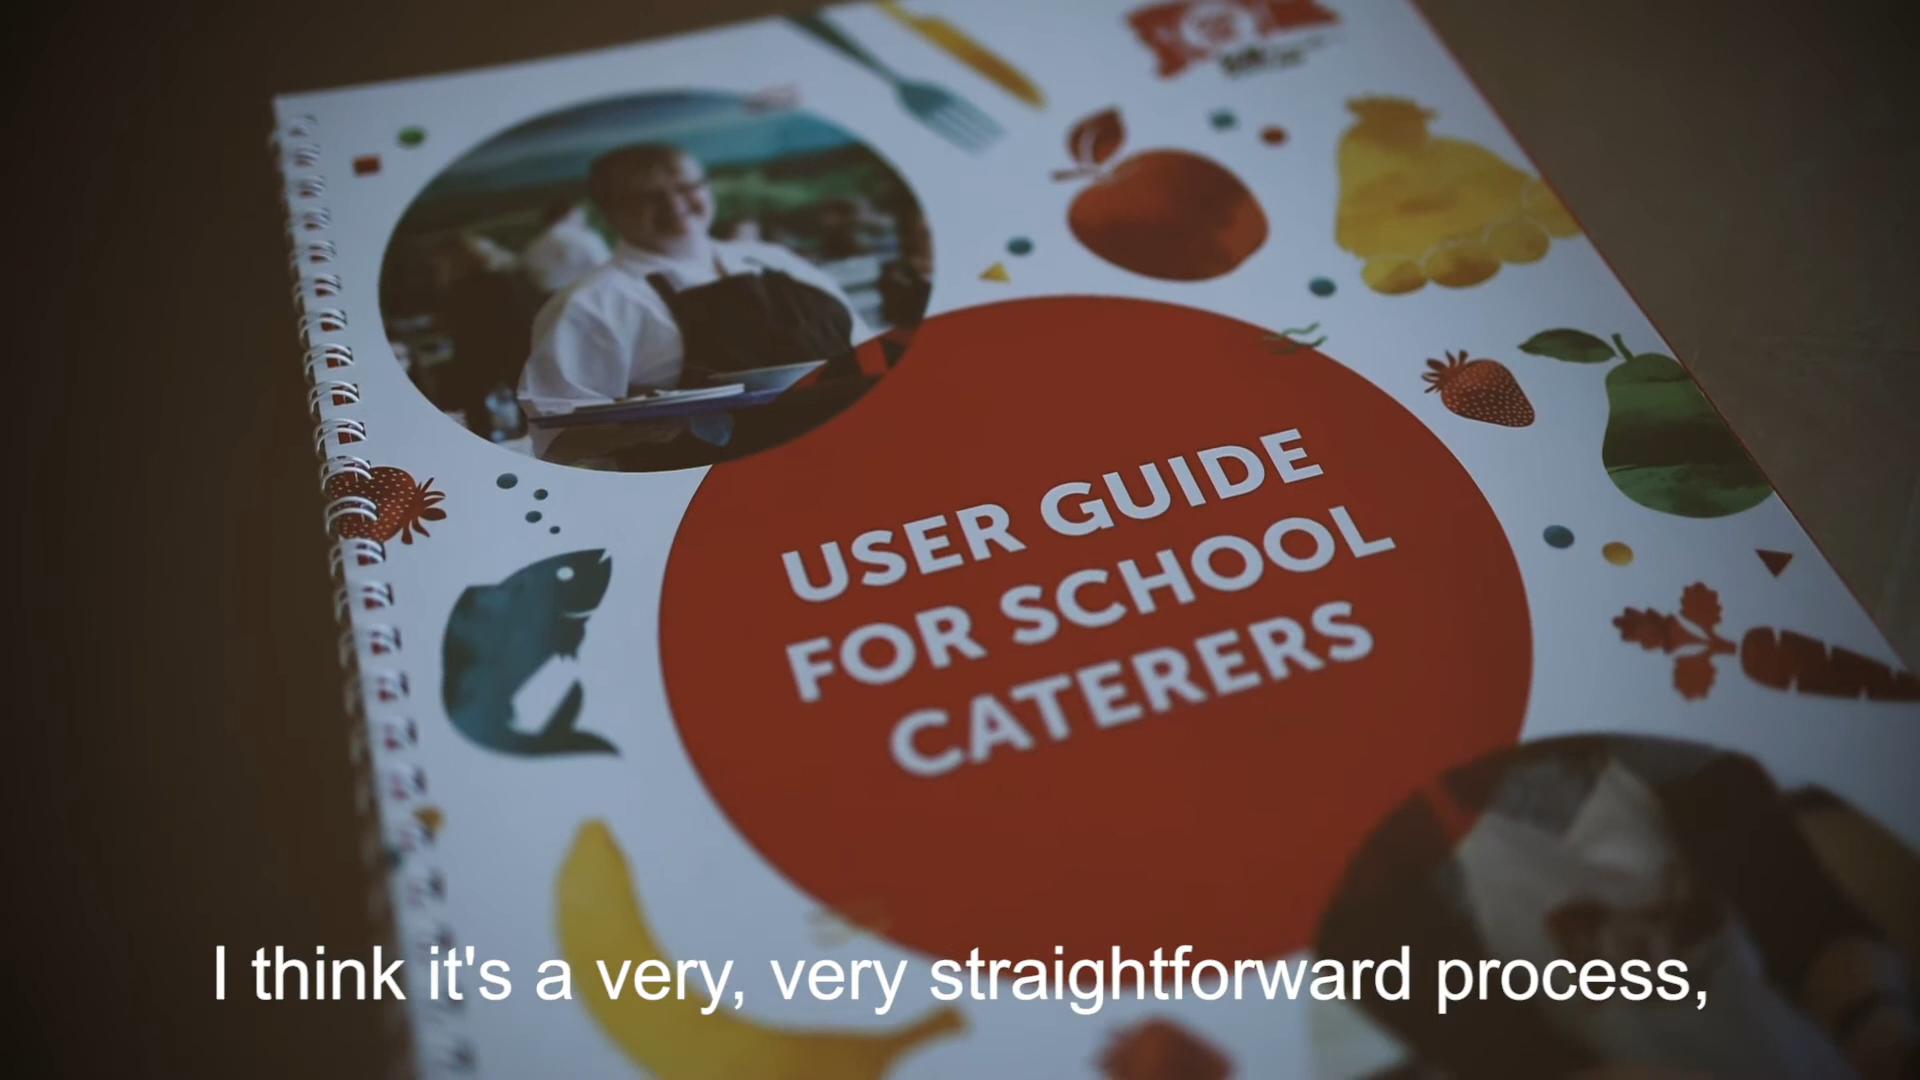 USER GUIDE
FOR SCHOOL
CATERERS
I think it's a very, very straightforward process,